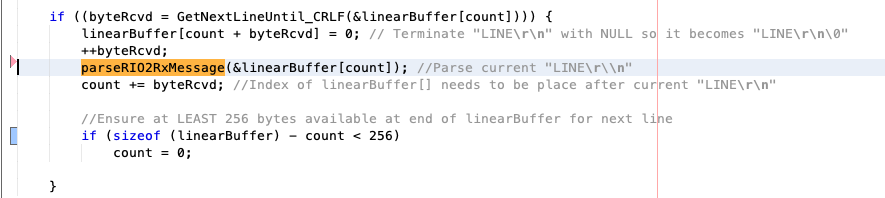 if ((byteRcvd = GetNextLineUntil_CRLF(&linearBuffer[count]))) {
linearBuffer[count + byteRcvd] = 0; // Terminate "LINE\r\n" with NULL so it becomes "LINE\r\n\0"
++byteRcvd;
parseRIO2RxMessage(&linearBuffer[count]); //Parse current "LINE\r\\n"
count += byteRcvd; //Index of linearBuffer[] needs to be place after current "LINE\r\n"
//Ensure at LEAST 256 bytes available at end of linearBuffer for next line
if (sizeof (linearBuffer) - count < 256)
count = 0;
}